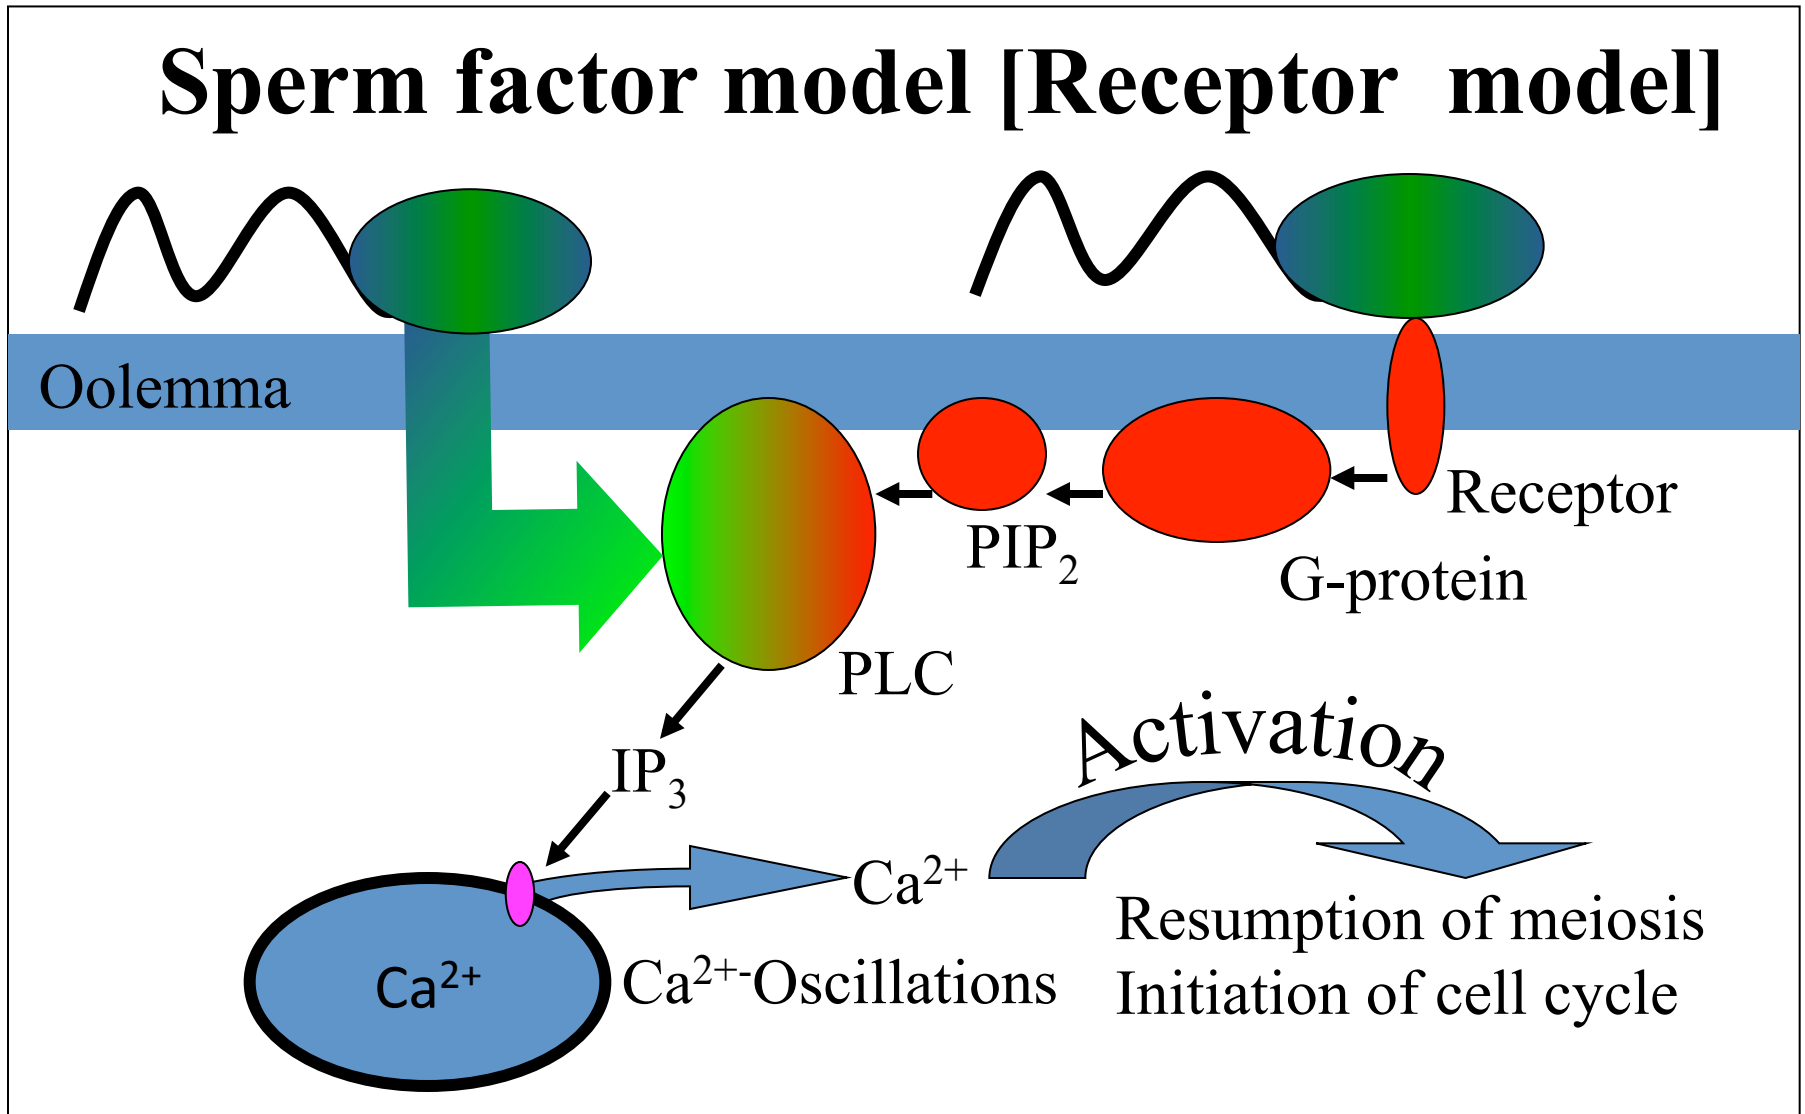 Sperm factor model [Receptor model]
Oolemma
Receptor
PIP₂
G-protein
PLC
Activation
IP₃
Ca²⁺
Resumption of meiosis
Ca²⁺
Ca²⁺⁻Oscillations
Initiation of cell cycle